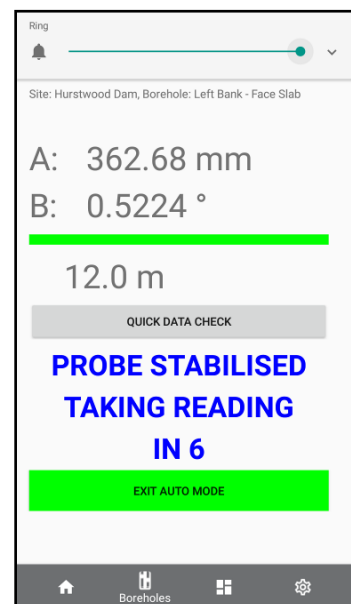 Ring
Site: Hurstwood Dam, Borehole: Left Bank - Face Slab
A: 362.68 mm
B: 0.5224 °
12.0 m
QUICK DATA CHECK
PROBE STABILISED
TAKING READING
IN 6
EXIT AUTO MODE
Boreholes